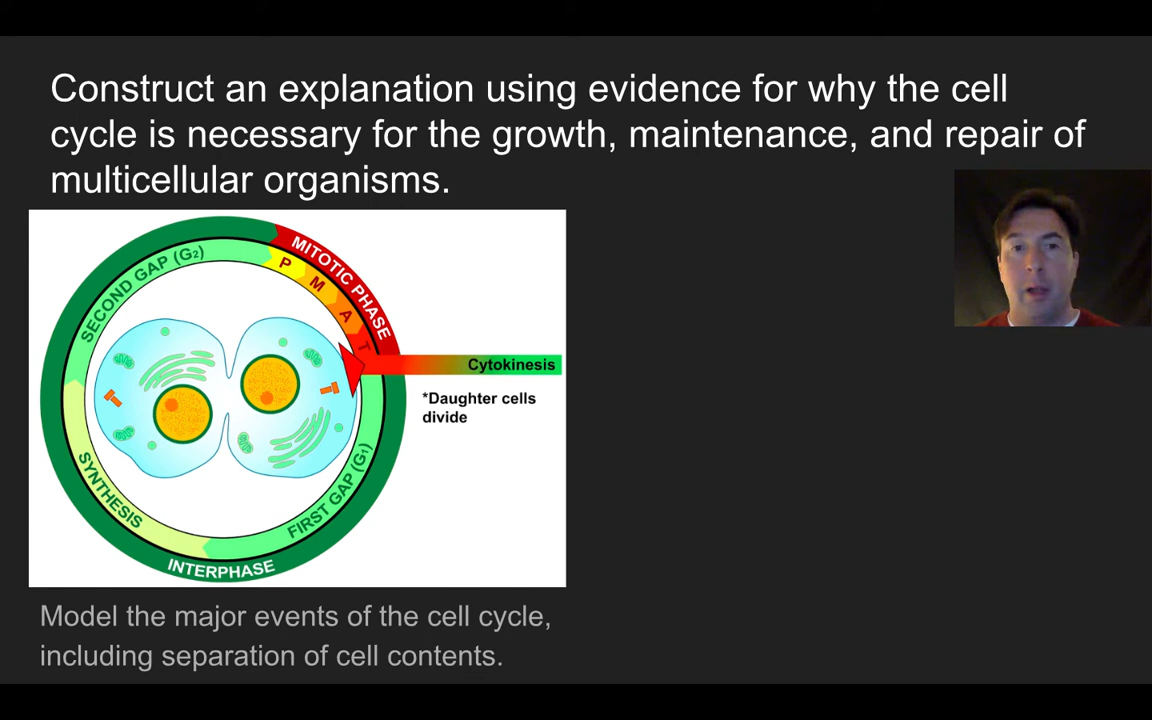 Construct an explanation using evidence for why the cell
cycle is necessary for the growth, maintenance, and repair of
multicellular organisms.
SECOND GAP (G₂)
MITOTIC PHASE
P
M
A
T
Cytokinesis
*Daughter cells
divide
SYNTHESIS
FIRST GAP (G₁)
INTERPHASE
Model the major events of the cell cycle,
including separation of cell contents.